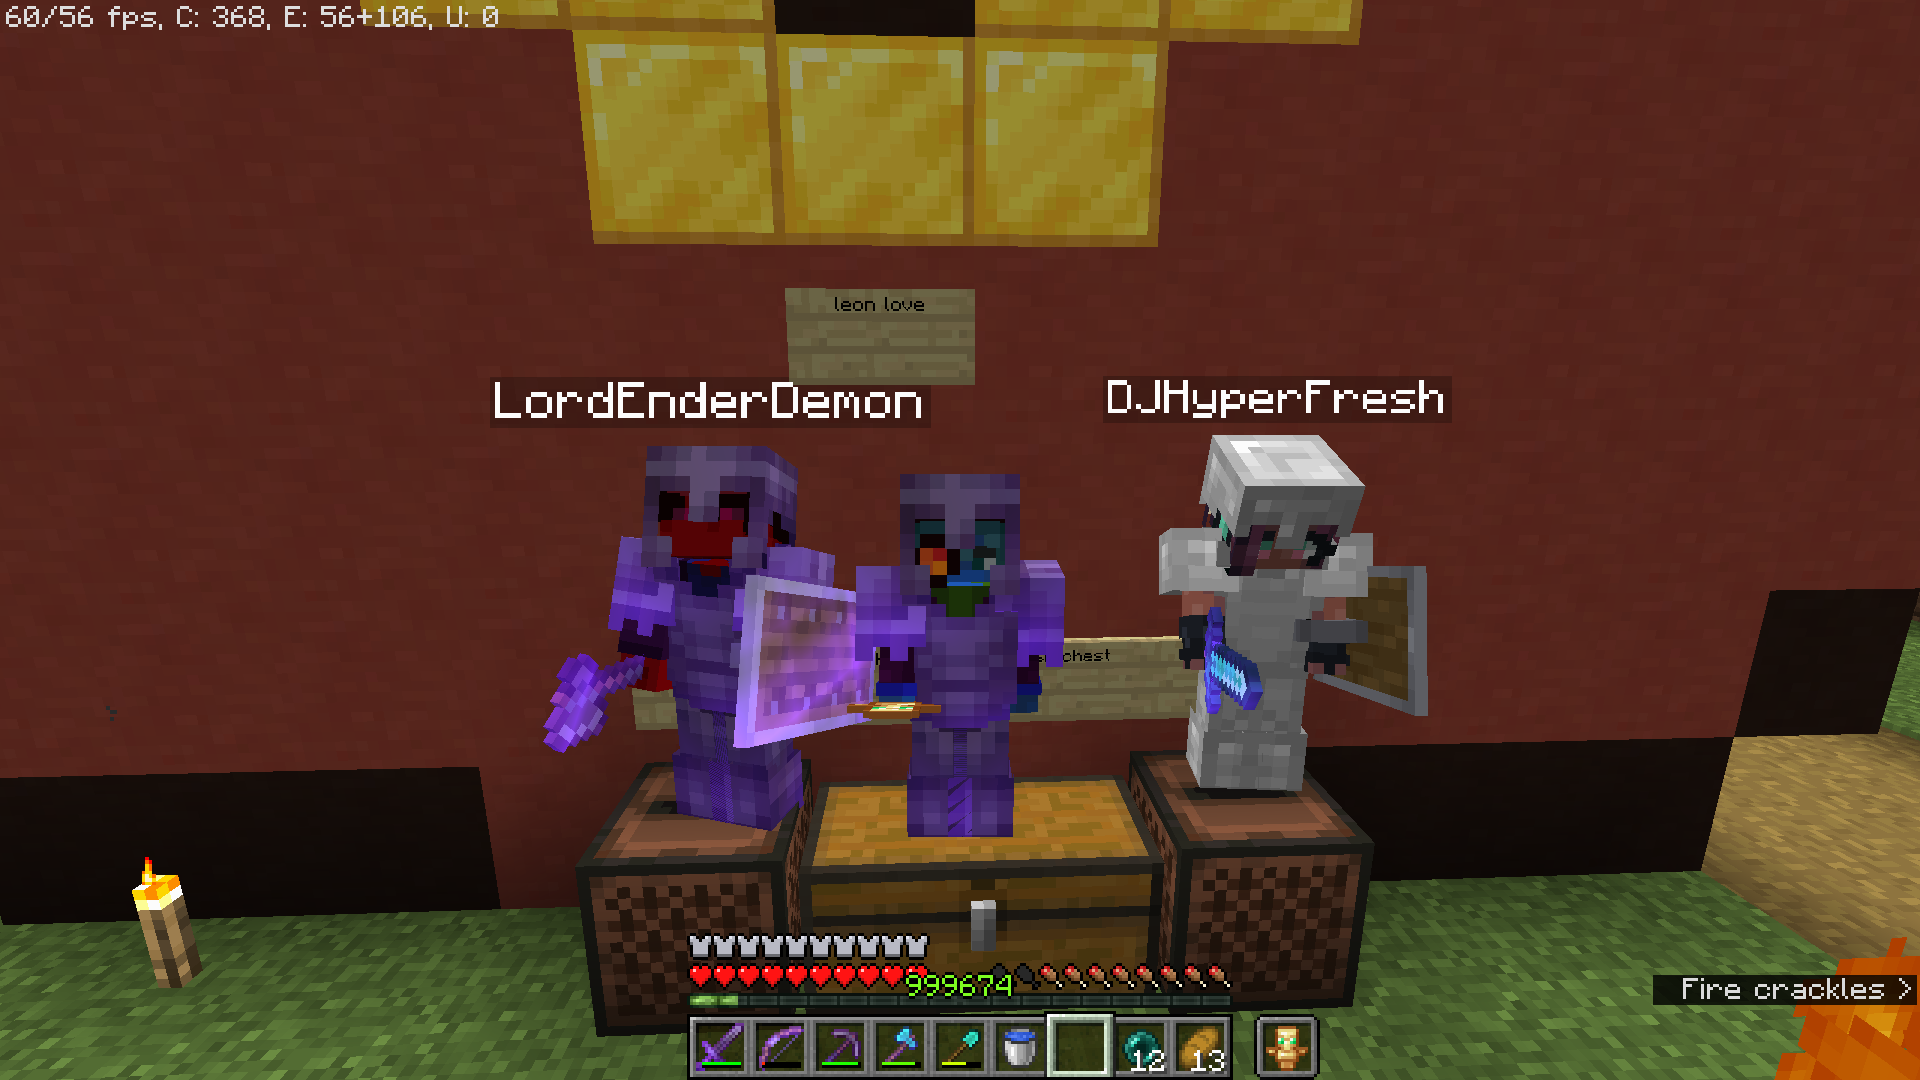 60/56 fps, C: 368, E: 56+106, U: 0
leon love
LordEnderDemon
DJHyperFresh
chest
999674
Fire crackles >
12
13